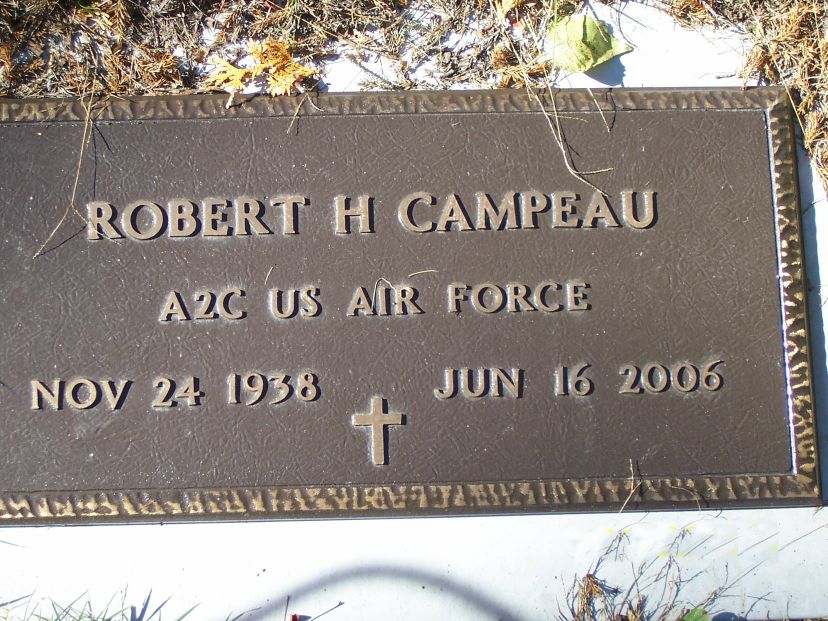 ROBERT H CAMPEAU
A2C US AIR FORCE
NOV 24 1938 JUN 16 2006